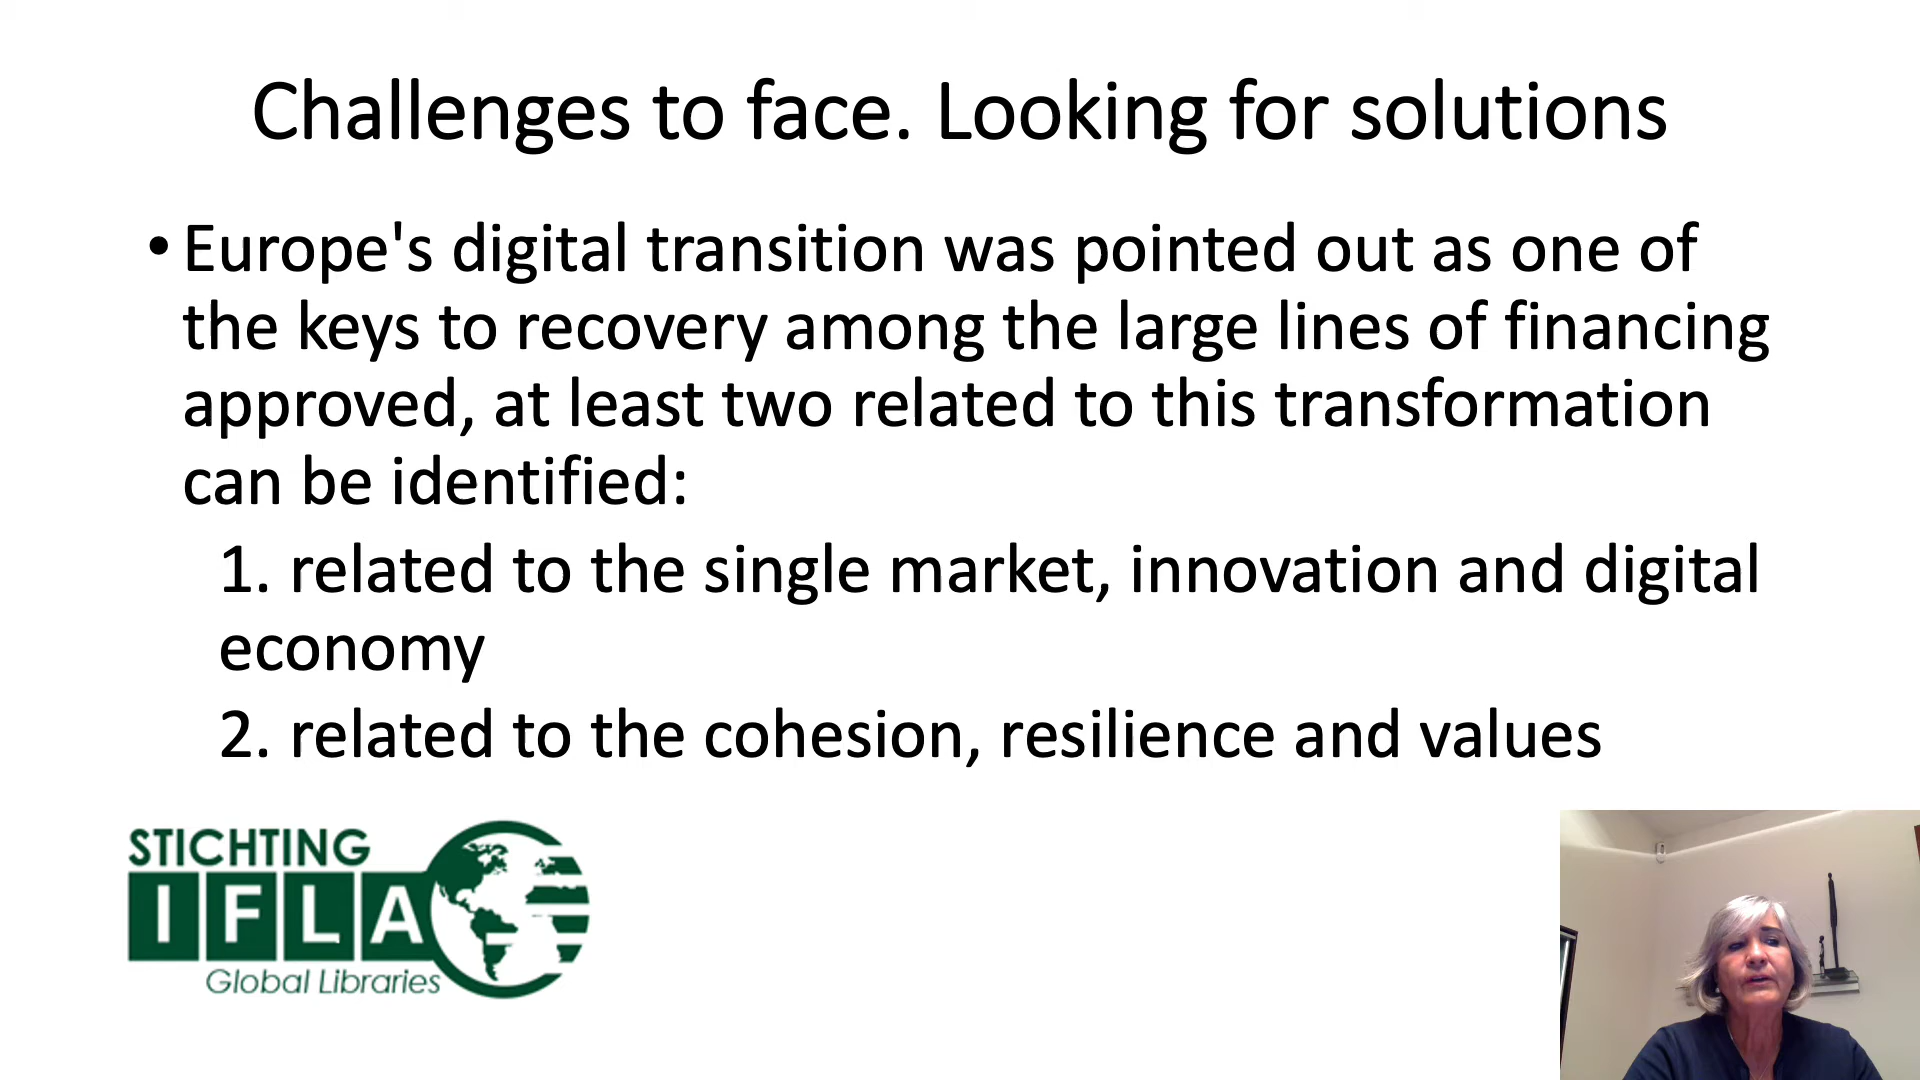 Challenges to face. Looking for solutions
• Europe's digital transition was pointed out as one of
the keys to recovery among the large lines of financing
approved, at least two related to this transformation
can be identified:
1. related to the single market, innovation and digital
economy
2. related to the cohesion, resilience and values
STICHTING
IFLA
Global Libraries